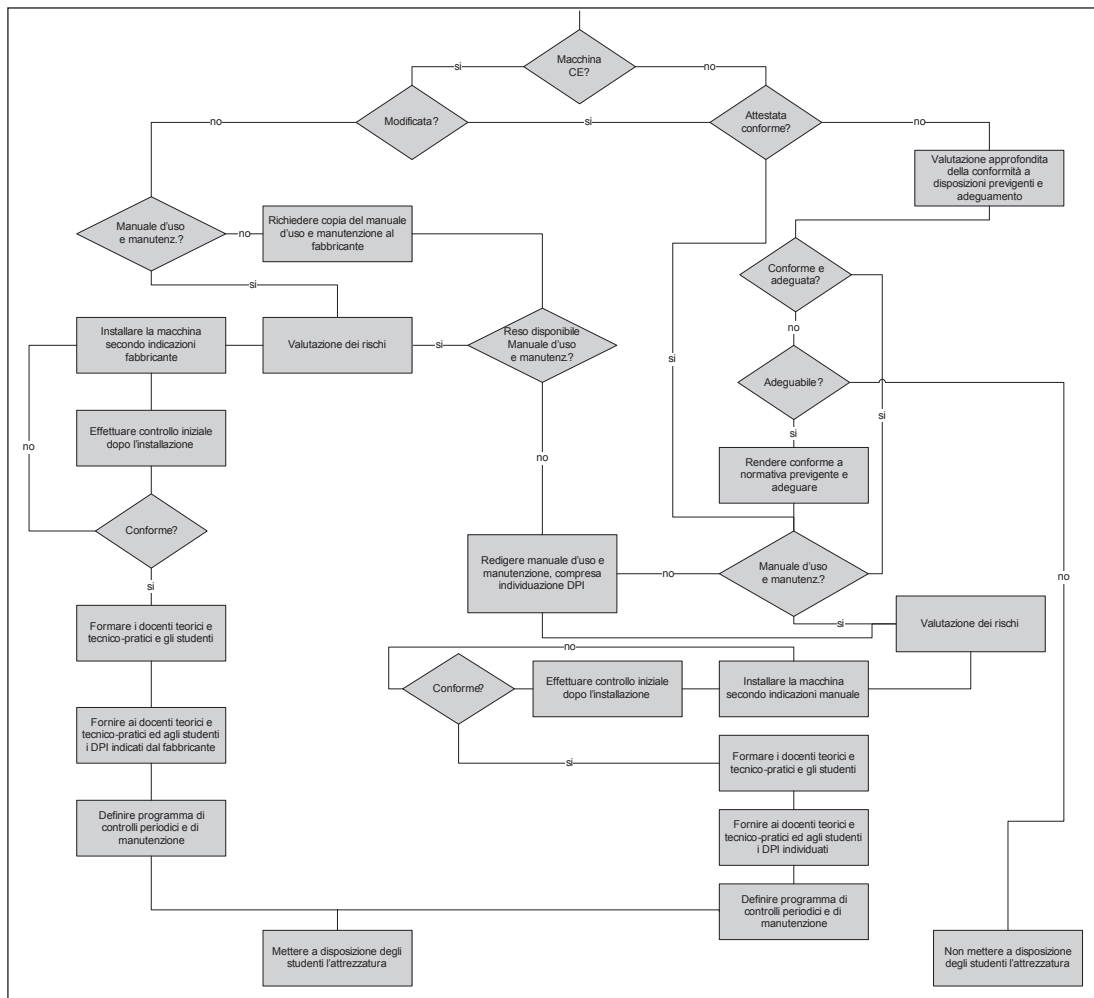 Macchina
CE?
si
no
Modificata?
no
si
Attestata
conforme?
no
Valutazione approfondita
della conformità a
disposizioni previgenti e
adeguamento
Manuale d'uso
e manutenz.?
no
Richiedere copia del manuale
d'uso e manutenzione al
fabbricante
si
Conforme e
adeguata?
no
si
Installare la macchina
secondo indicazioni
fabbricante
Valutazione dei rischi
si
Reso disponibile
Manuale d'uso
e manutenz.?
si
Adeguabile?
si
no
Effettuare controllo iniziale
dopo l'installazione
no
no
Rendere conforme a
normativa previgente e
adeguare
Conforme?
si
Redigere manuale d'uso e
manutenzione, compresa
individuazione DPI
no
Manuale d'uso
e manutenz.?
si
Valutazione dei rischi
Formare i docenti teorici e
tecnico-pratici e gli studenti
no
Conforme?
Effettuare controllo iniziale
dopo l'installazione
Installare la macchina
secondo indicazioni manuale
si
Fornire ai docenti teorici e
tecnico-pratici ed agli studenti
i DPI indicati dal fabbricante
Formare i docenti teorici e
tecnico-pratici e gli studenti
Definire programma di
controlli periodici e di
manutenzione
Fornire ai docenti teorici e
tecnico-pratici ed agli studenti
i DPI individuati
Definire programma di
controlli periodici e di
manutenzione
Mettere a disposizione degli
studenti l'attrezzatura
Non mettere a disposizione
degli studenti l'attrezzatura